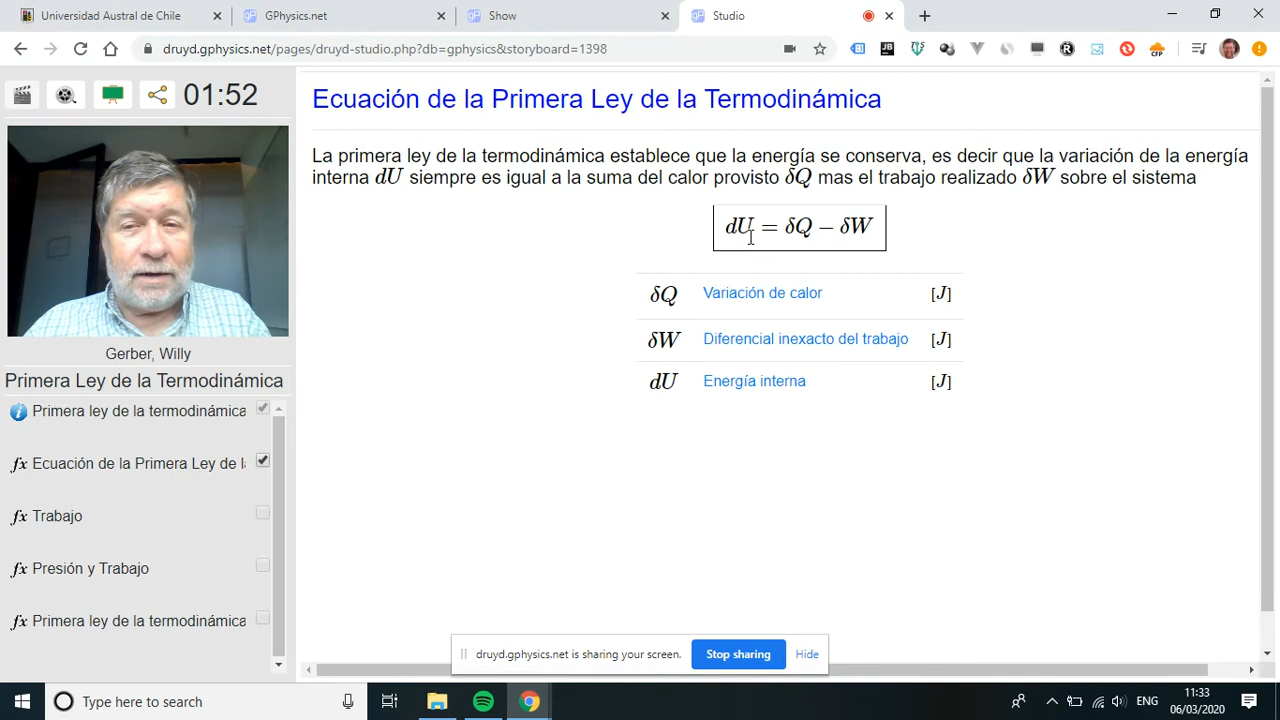 Universidad Austral de Chile
GPhysics.net
Show
Studio
druyd.gphysics.net/pages/druyd-studio.php?db=gphysics&storyboard=1398
01:52
Ecuación de la Primera Ley de la Termodinámica
La primera ley de la termodinámica establece que la energía se conserva, es decir que la variación de la energía
interna dU siempre es igual a la suma del calor provisto δQ mas el trabajo realizado δW sobre el sistema
dU = δQ − δW
δQ Variación de calor [J]
δW Diferencial inexacto del trabajo [J]
dU Energía interna [J]
Gerber, Willy
Primera Ley de la Termodinámica
Primera ley de la termodinámica
fx Ecuación de la Primera Ley de l
fx Trabajo
fx Presión y Trabajo
fx Primera ley de la termodinámica
druyd.gphysics.net is sharing your screen. Stop sharing Hide
Type here to search
ENG
11:33
06/03/2020